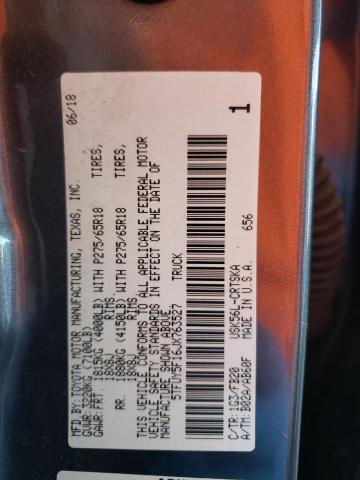 06/18
MFD.BY:TOYOTA MOTOR MANUFACTURING, TEXAS, INC.
GVWR: 3220KG (7100LB)
GAWR: FRT. 1815KG (4000LB) WITH P275/65R18 TIRES,
18X8J RIMS.
RR. 1880KG (4150LB) WITH P275/65R18 TIRES,
18X8J RIMS.
THIS VEHICLE CONFORMS TO ALL APPLICABLE FEDERAL MOTOR
VEHICLE SAFETY STANDARDS IN EFFECT ON THE DATE OF
MANUFACTURE SHOWN ABOVE.
5TFUY5F16JX763527 TRUCK
USK56L-CRTSKA
C/TR: 1G3/FB20
A/TM: B02A/AB60F MADE IN U.S.A. 656
1